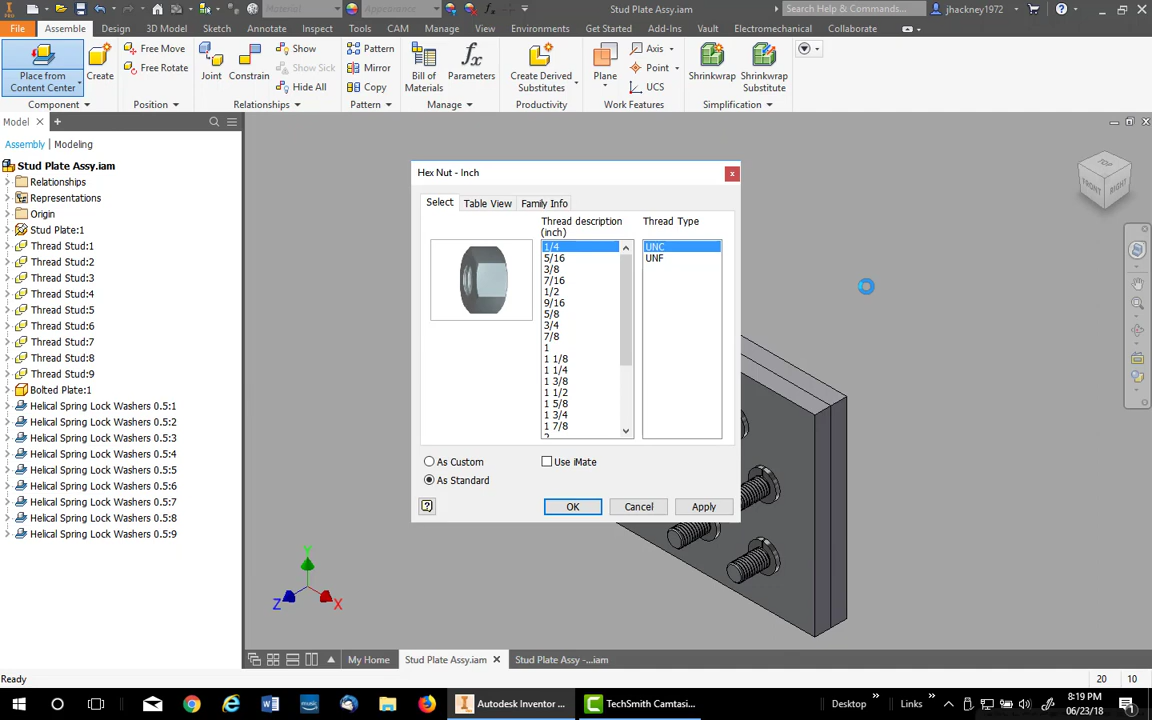 Material
Appearance
Stud Plate Assy.iam
Search Help & Commands...
jhackney1972
File Assemble Design 3D Model Sketch Annotate Inspect Tools CAM Manage View Environments Get Started Add-Ins Vault Electromechanical Collaborate
Place from
Content Center
Create
Free Move
Free Rotate
Joint
Constrain
Show
Show Sick
Hide All
Pattern
Mirror
Copy
Bill of
Materials
Parameters
Create Derived
Substitutes
Plane
Axis
Point
UCS
Shrinkwrap
Shrinkwrap
Substitute
Component Position Relationships Pattern Manage Productivity Work Features Simplification
Model
Assembly Modeling
Stud Plate Assy.iam
Relationships
Representations
Origin
Stud Plate:1
Thread Stud:1
Thread Stud:2
Thread Stud:3
Thread Stud:4
Thread Stud:5
Thread Stud:6
Thread Stud:7
Thread Stud:8
Thread Stud:9
Bolted Plate:1
Helical Spring Lock Washers 0.5:1
Helical Spring Lock Washers 0.5:2
Helical Spring Lock Washers 0.5:3
Helical Spring Lock Washers 0.5:4
Helical Spring Lock Washers 0.5:5
Helical Spring Lock Washers 0.5:6
Helical Spring Lock Washers 0.5:7
Helical Spring Lock Washers 0.5:8
Helical Spring Lock Washers 0.5:9
Hex Nut - Inch
Select Table View Family Info
Thread description
(inch)
1/4
5/16
3/8
7/16
1/2
9/16
5/8
3/4
7/8
1
1 1/8
1 1/4
1 3/8
1 1/2
1 5/8
1 3/4
1 7/8
Thread Type
UNC
UNF
As Custom
As Standard
Use iMate
OK Cancel Apply
TOP
FRONT
RIGHT
Y
Z
X
My Home Stud Plate Assy.iam Stud Plate Assy -...iam
Ready
20 10
Autodesk Inventor ...
TechSmith Camtasi...
Desktop
Links
8:19 PM
06/23/18